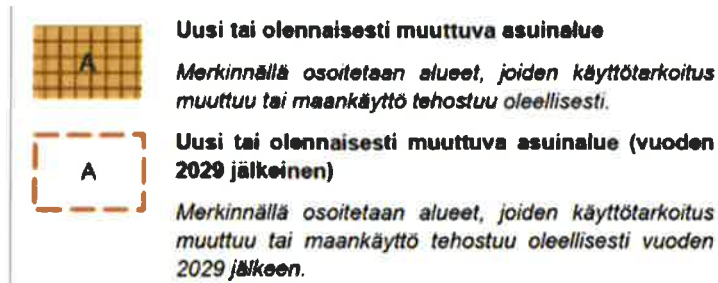 Uusi tai olennaisesti muuttuva asuinalue
A
Merkinnällä osoitetaan alueet, joiden käyttötarkoitus
muuttuu tai maankäyttö tehostuu oleellisesti.
Uusi tai olennaisesti muuttuva asuinalue (vuoden
A
2029 jälkeinen)
Merkinnällä osoitetaan alueet, joiden käyttötarkoitus
muuttuu tai maankäyttö tehostuu oleellisesti vuoden
2029 jälkeen.